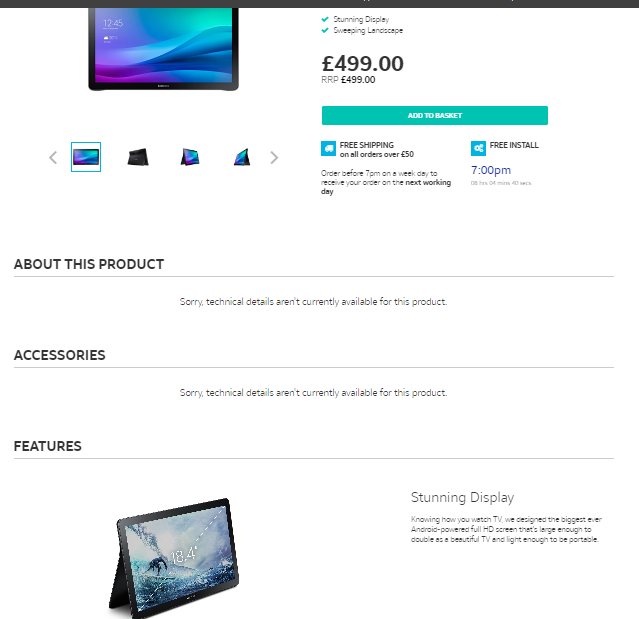 12:45
Stunning Display
Sweeping Landscape
£499.00
RRP £499.00
ADD TO BASKET
FREE SHIPPING
on all orders over £50
Order before 7pm on a week day to
receive your order on the next working
day
FREE INSTALL
7:00pm
06 hrs 04 mins 40 secs
ABOUT THIS PRODUCT
Sorry, technical details aren't currently available for this product.
ACCESSORIES
Sorry, technical details aren't currently available for this product.
FEATURES
18.4"
Stunning Display
Knowing how you watch TV, we designed the biggest ever
Android-powered full HD screen that's large enough to
double as a beautiful TV and light enough to be portable.